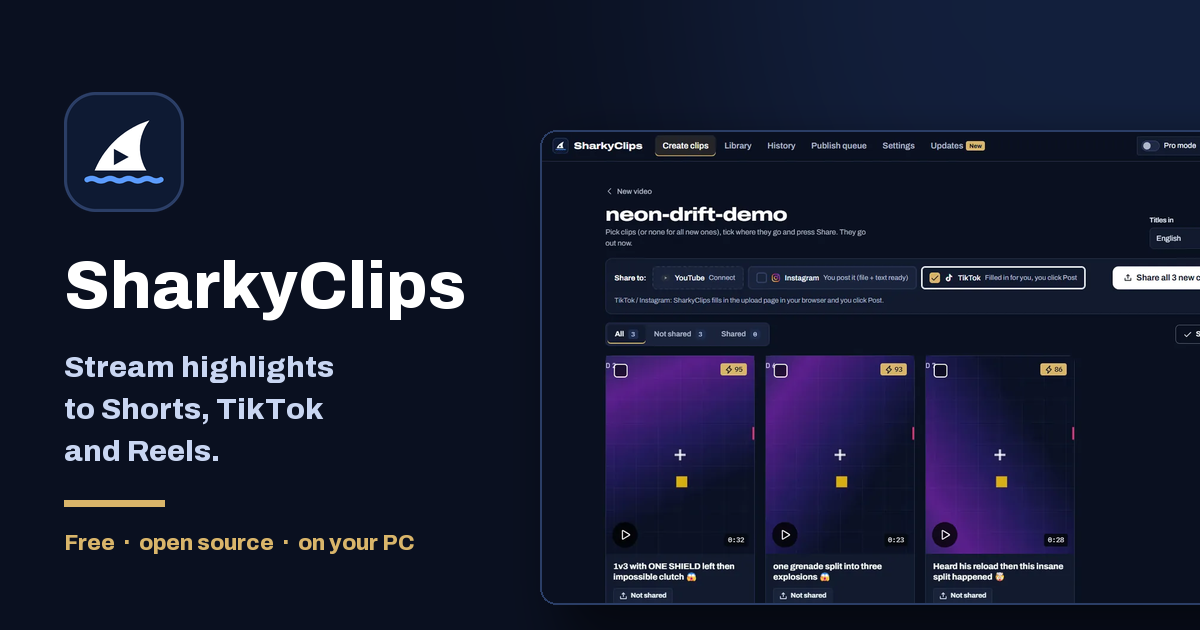 SharkyClips
Stream highlights
to Shorts, TikTok
and Reels.
Free · open source · on your PC
SharkyClips Create clips Library History Publish queue Settings Updates New Pro mode
New video
neon-drift-demo
Pick clips (or none for all new ones), tick where they go and press Share. They go
out now.
Titles in
English
Share to: YouTube Connect Instagram You post it (file + text ready) TikTok Filled in for you, you click Post Share all 3 new
TikTok / Instagram: SharkyClips fills in the upload page in your browser and you click Post.
All 3 Not shared 3 Shared 6
95 93 86
0:32 0:23 0:28
1v3 with ONE SHIELD left then
impossible clutch 😱
Not shared
one grenade split into three
explosions 😱
Not shared
Heard his reload then this insane
split happened 🤯
Not shared